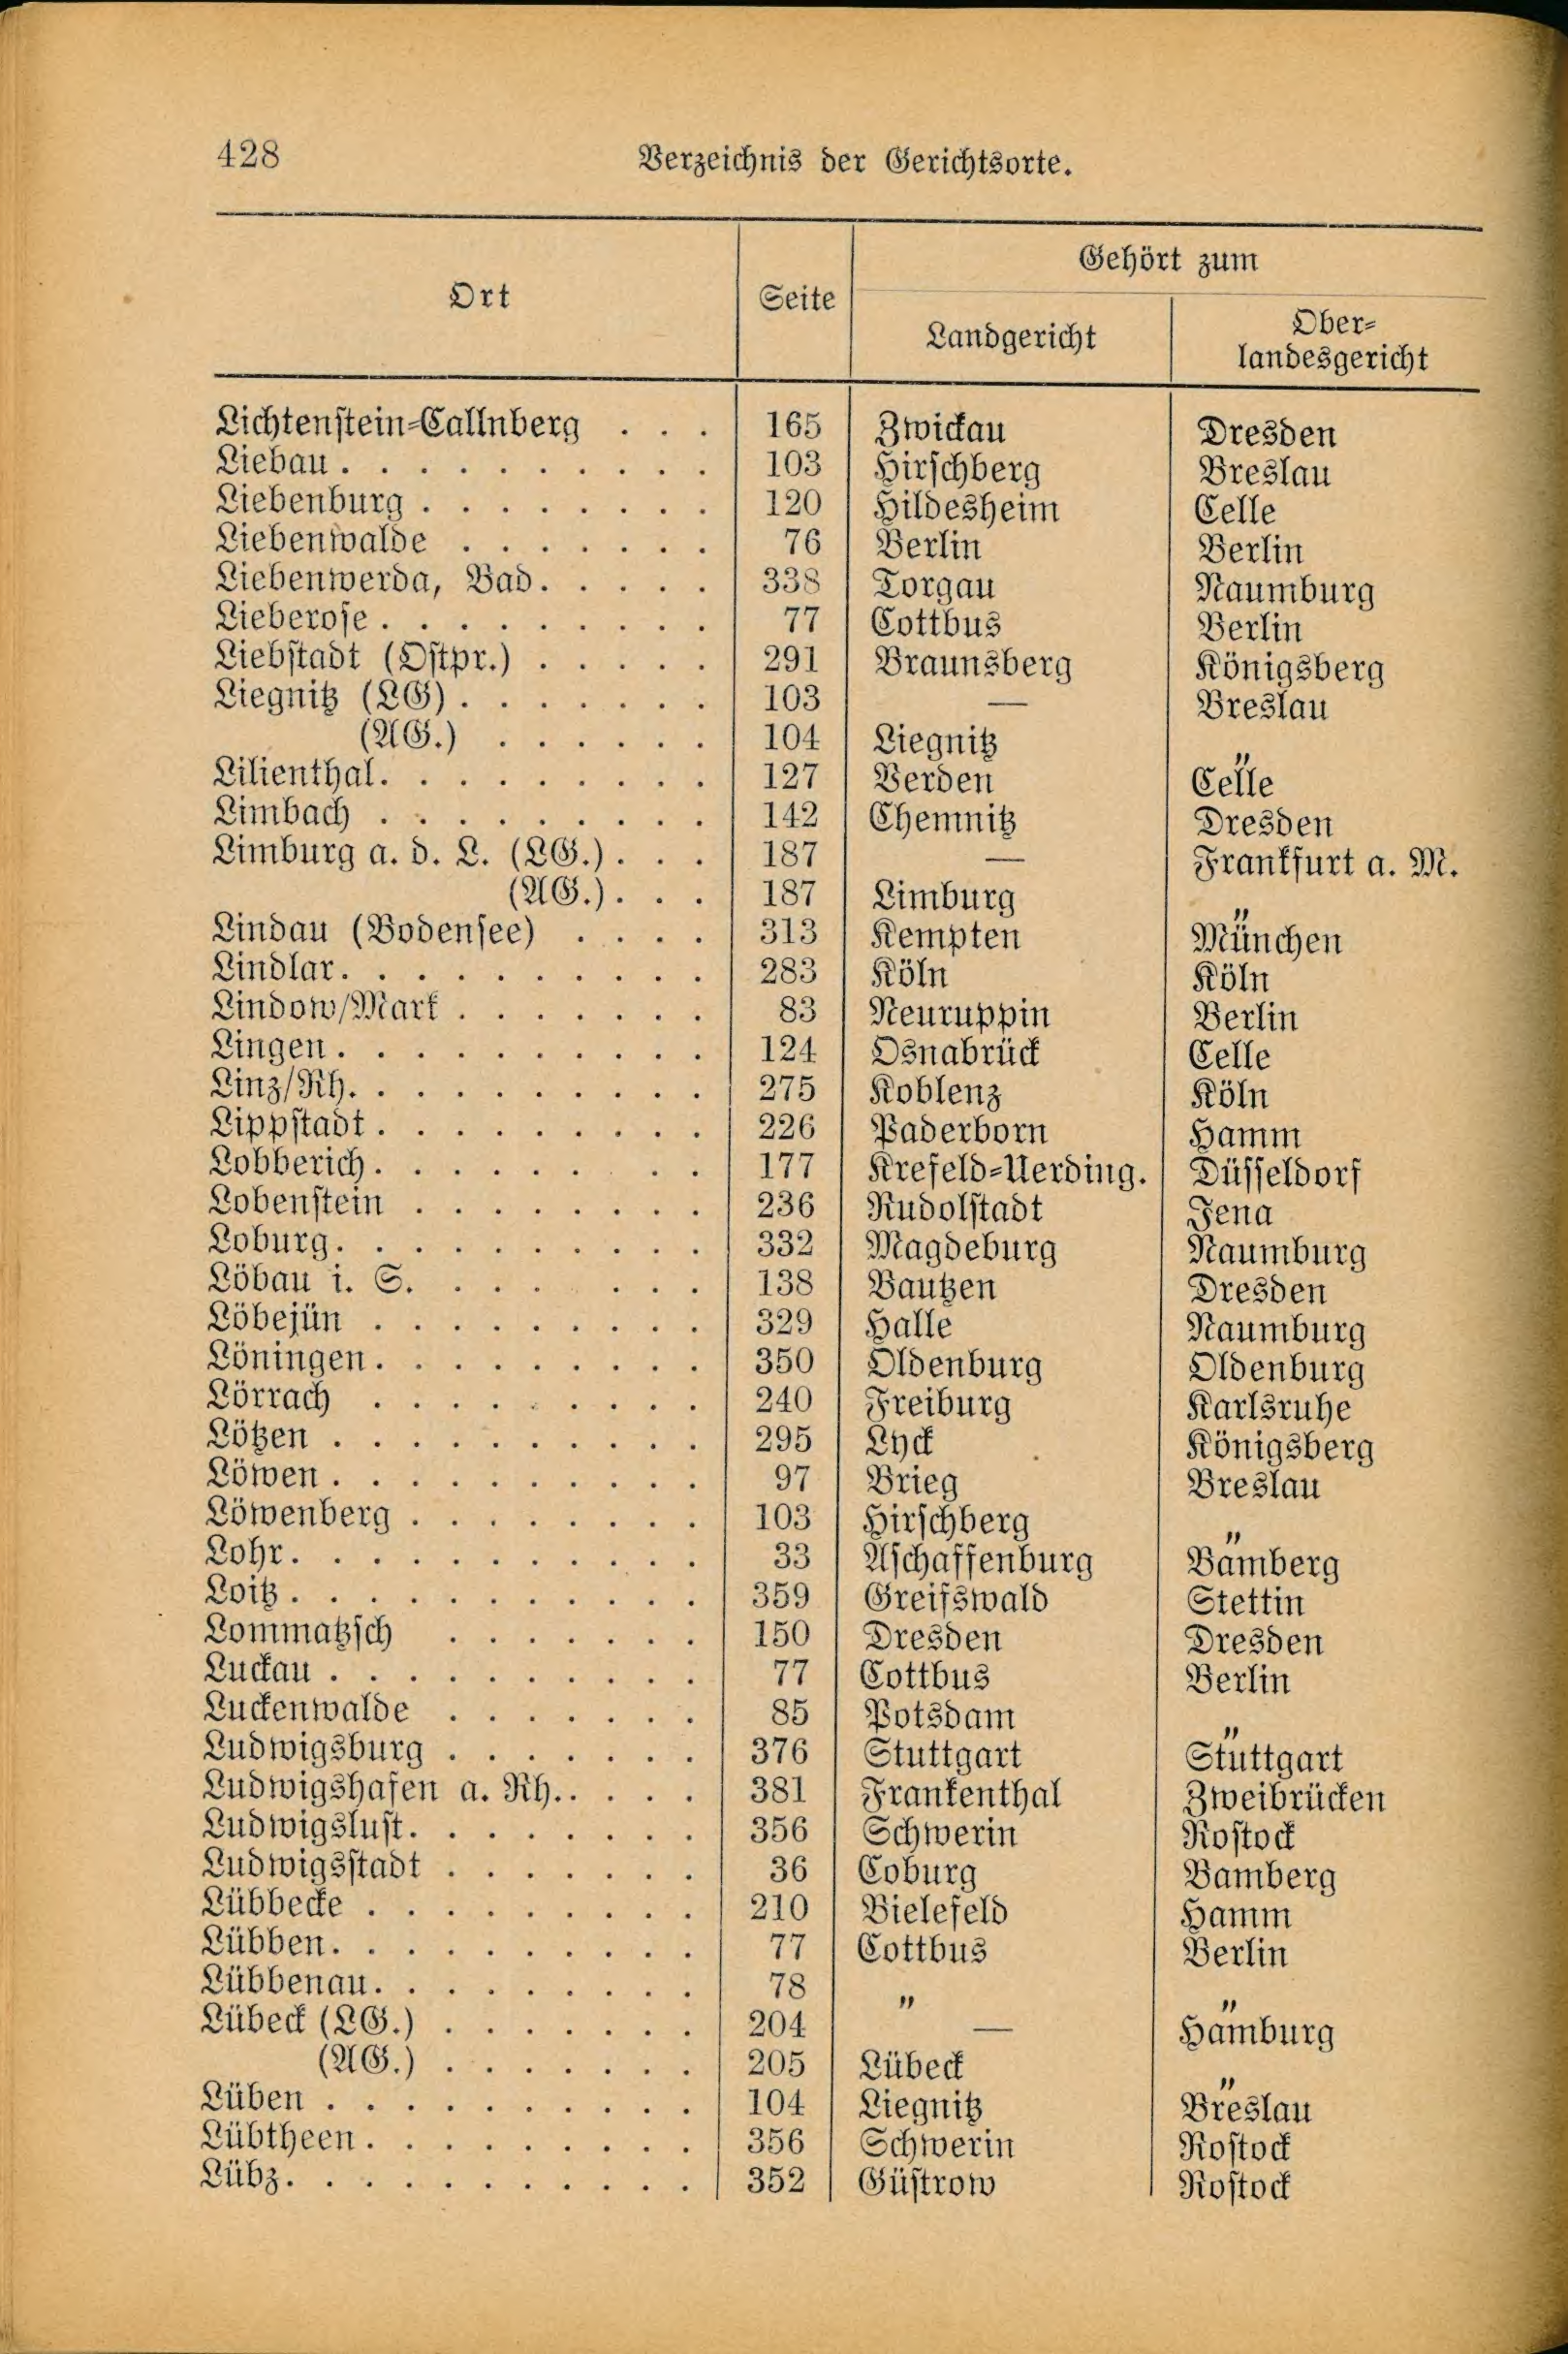 428
Verzeichnis der Gerichtsorte.
Ort Seite Gehört zum
Landgericht Ober-
landesgericht
Lichtenstein-Callnberg . . . 165 Zwickau Dresden
Liebau . . . . . . . . . . 103 Hirschberg Breslau
Liebenburg . . . . . . . . 120 Hildesheim Celle
Liebenwalde . . . . . . . 76 Berlin Berlin
Liebenwerda, Bad. . . . . 338 Torgau Naumburg
Lieberose . . . . . . . . . 77 Cottbus Berlin
Liebstadt (Ostpr.) . . . . . 291 Braunsberg Königsberg
Liegnitz (LG) . . . . . . . 103 — Breslau
(AG.) . . . . . . 104 Liegnitz "
Lilienthal. . . . . . . . . 127 Verden Celle
Limbach . . . . . . . . . 142 Chemnitz Dresden
Limburg a. d. L. (LG.) . . . 187 — Frankfurt a. M.
(AG.) . . . 187 Limburg "
Lindau (Bodensee) . . . . 313 Kempten München
Lindlar. . . . . . . . . . 283 Köln Köln
Lindow/Mark . . . . . . . 83 Neuruppin Berlin
Lingen . . . . . . . . . . 124 Osnabrück Celle
Linz/Rh. . . . . . . . . . 275 Koblenz Köln
Lippstadt . . . . . . . . . 226 Paderborn Hamm
Lobberich . . . . . . . . 177 Krefeld-Uerding. Düsseldorf
Lobenstein . . . . . . . . 236 Rudolstadt Jena
Loburg. . . . . . . . . . 332 Magdeburg Naumburg
Löbau i. S. . . . . . . 138 Bautzen Dresden
Löbejün . . . . . . . . . 329 Halle Naumburg
Löningen . . . . . . . . . 350 Oldenburg Oldenburg
Lörrach . . . . . . . . . 240 Freiburg Karlsruhe
Lötzen . . . . . . . . . . 295 Lyck Königsberg
Löwen . . . . . . . . . . 97 Brieg Breslau
Löwenberg . . . . . . . . 103 Hirschberg "
Lohr. . . . . . . . . . . 33 Aschaffenburg Bamberg
Loitz . . . . . . . . . . . 359 Greifswald Stettin
Lommatzsch . . . . . . . 150 Dresden Dresden
Luckau . . . . . . . . . . 77 Cottbus Berlin
Luckenwalde . . . . . . . 85 Potsdam "
Ludwigsburg . . . . . . . 376 Stuttgart Stuttgart
Ludwigshafen a. Rh. . . . . 381 Frankenthal Zweibrücken
Ludwigslust. . . . . . . . 356 Schwerin Rostock
Ludwigsstadt . . . . . . . 36 Coburg Bamberg
Lübbecke . . . . . . . . . 210 Bielefeld Hamm
Lübben. . . . . . . . . . 77 Cottbus Berlin
Lübbenau. . . . . . . . . 78 " "
Lübeck (LG.) . . . . . . . 204 — Hamburg
(AG.) . . . . . . . 205 Lübeck "
Lüben . . . . . . . . . . 104 Liegnitz Breslau
Lübtheen . . . . . . . . . 356 Schwerin Rostock
Lübz. . . . . . . . . . . 352 Güstrow Rostock